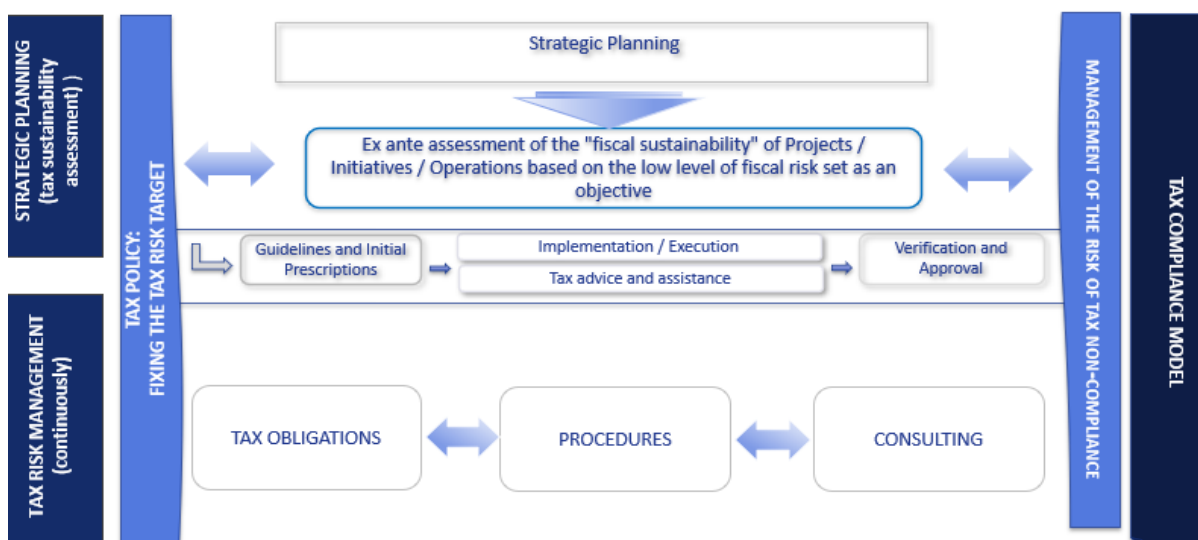 STRATEGIC PLANNING
(tax sustainability
assessment) )
TAX RISK MANAGEMENT
(continuously)
TAX POLICY:
FIXING THE TAX RISK TARGET
Strategic Planning
Ex ante assessment of the "fiscal sustainability" of Projects /
Initiatives / Operations based on the low level of fiscal risk set as an
objective
Guidelines and Initial
Prescriptions
Implementation / Execution
Tax advice and assistance
Verification and
Approval
TAX OBLIGATIONS
PROCEDURES
CONSULTING
MANAGEMENT OF THE RISK OF TAX NON-COMPLIANCE
TAX COMPLIANCE MODEL